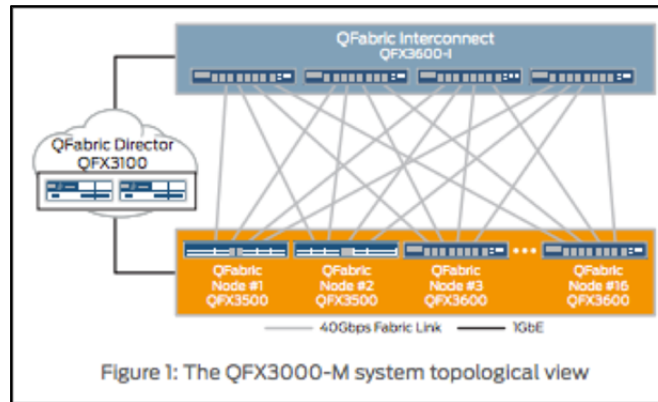 QFabric Interconnect
QFX3600-I
QFabric Director
QFX3100
QFabric
Node #1
QFX3500
QFabric
Node #2
QFX3500
QFabric
Node #3
QFX3600
QFabric
Node #16
QFX3600
40Gbps Fabric Link
1GbE
Figure 1: The QFX3000-M system topological view